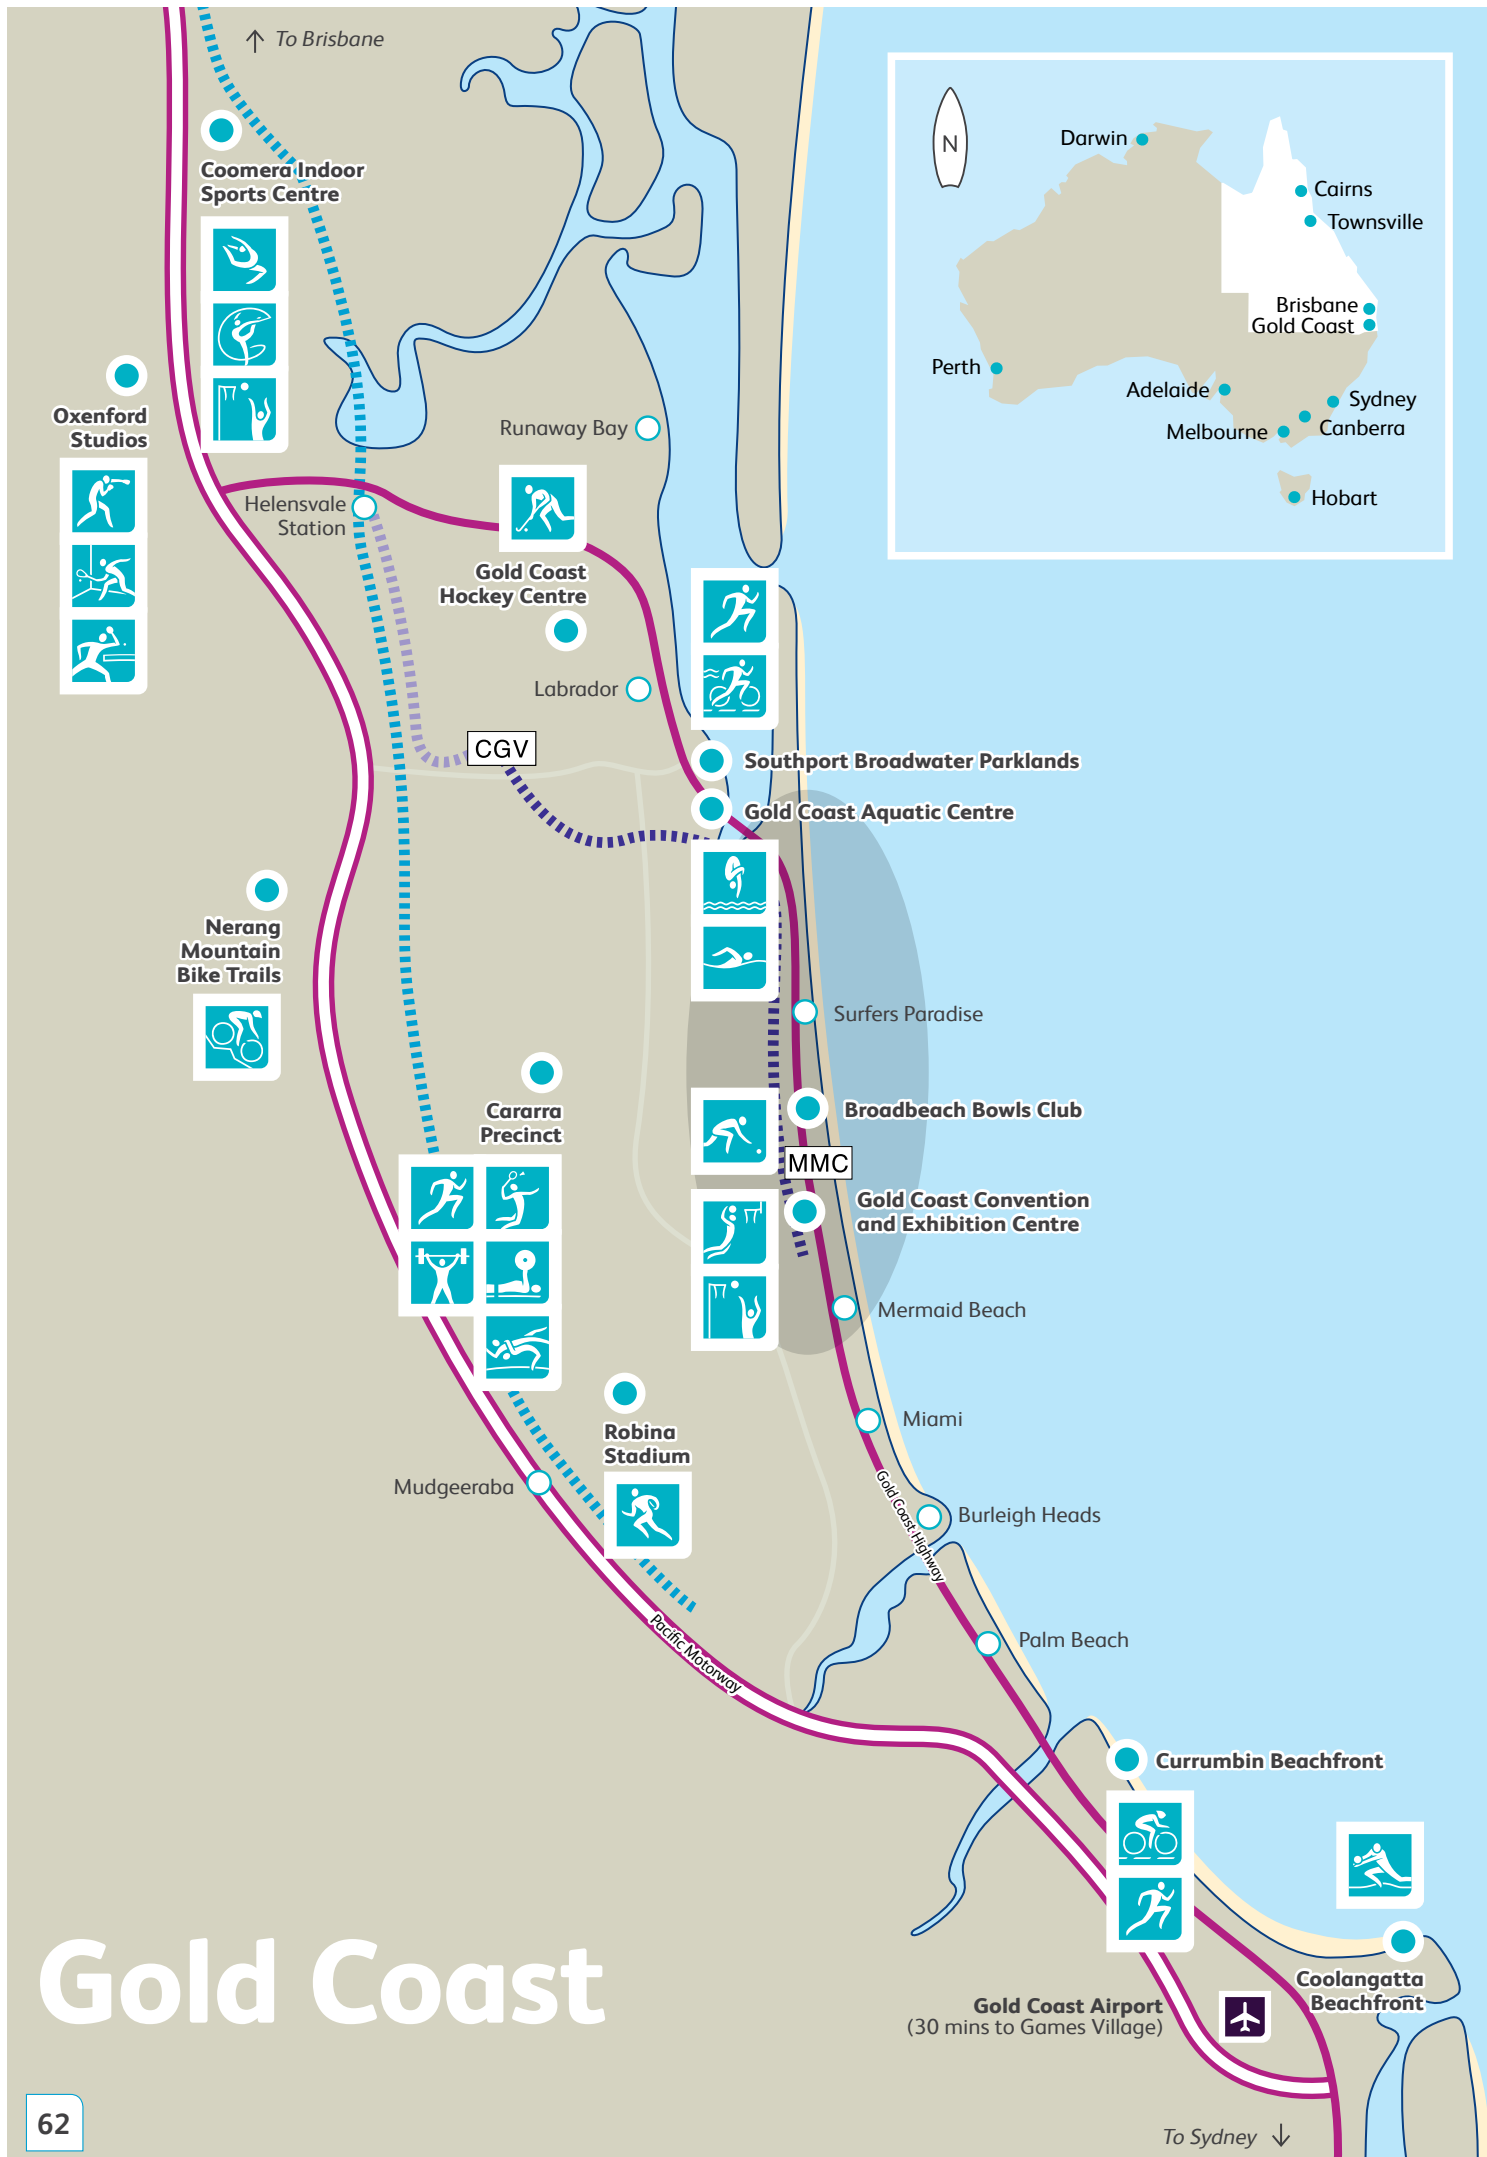 To Brisbane
Coomera Indoor
Sports Centre
Oxenford
Studios
Runaway Bay
Helensvale
Station
Gold Coast
Hockey Centre
Labrador
CGV
Southport Broadwater Parklands
Gold Coast Aquatic Centre
Nerang
Mountain
Bike Trails
Surfers Paradise
Cararra
Precinct
Broadbeach Bowls Club
MMC
Gold Coast Convention
and Exhibition Centre
Mermaid Beach
Miami
Robina
Stadium
Mudgeeraba
Gold Coast Highway
Burleigh Heads
Pacific Motorway
Palm Beach
Currumbin Beachfront
Coolangatta
Beachfront
Gold Coast Airport
(30 mins to Games Village)
To Sydney
Gold Coast
62
N
Darwin
Cairns
Townsville
Brisbane
Gold Coast
Perth
Adelaide
Sydney
Canberra
Melbourne
Hobart